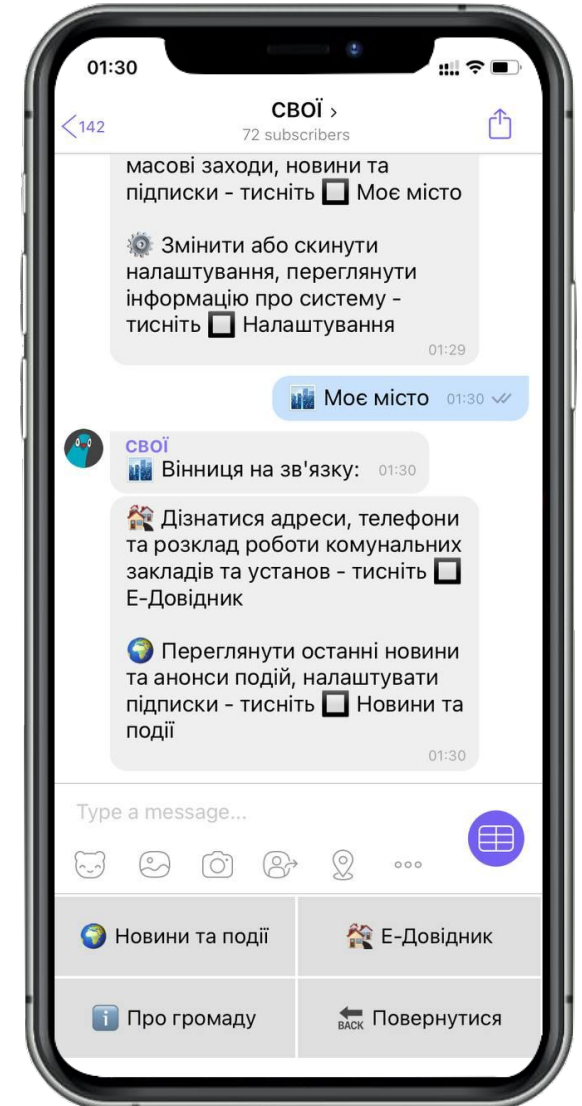 01:30
142
СВОЇ >
72 subscribers
масові заходи, новини та
підписки - тисніть 🔲 Моє місто
⚙️ Змінити або скинути
налаштування, переглянути
інформацію про систему -
тисніть 🔲 Налаштування
01:29
🏙️ Моє місто 01:30
СВОЇ
🏙️ Вінниця на зв'язку: 01:30
🏘️ Дізнатися адреси, телефони
та розклад роботи комунальних
закладів та установ - тисніть 🔲
Е-Довідник
🌍 Переглянути останні новини
та анонси подій, налаштувати
підписки - тисніть 🔲 Новини та
події
01:30
Type a message...
🌍 Новини та події
🏘️ Е-Довідник
ℹ️ Про громаду
🔙 BACK Повернутися